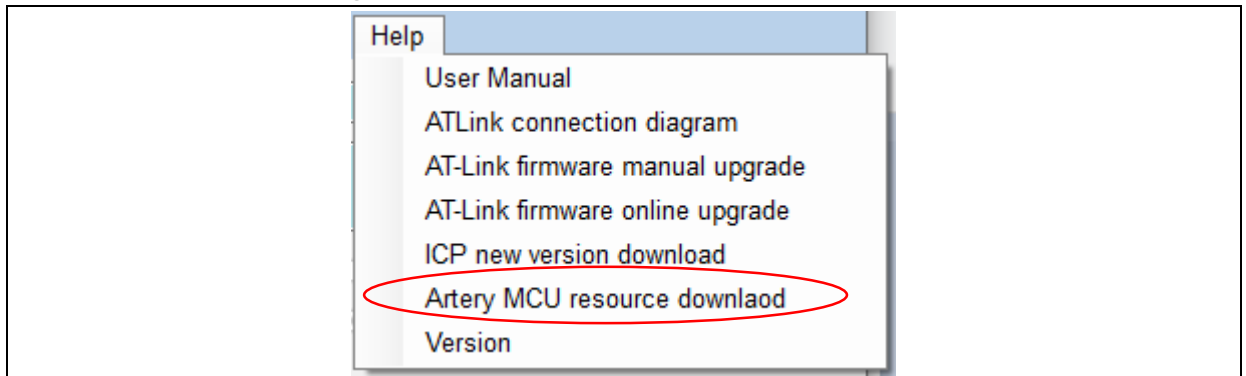 Help
User Manual
ATLink connection diagram
AT-Link firmware manual upgrade
AT-Link firmware online upgrade
ICP new version download
Artery MCU resource downlaod
Version